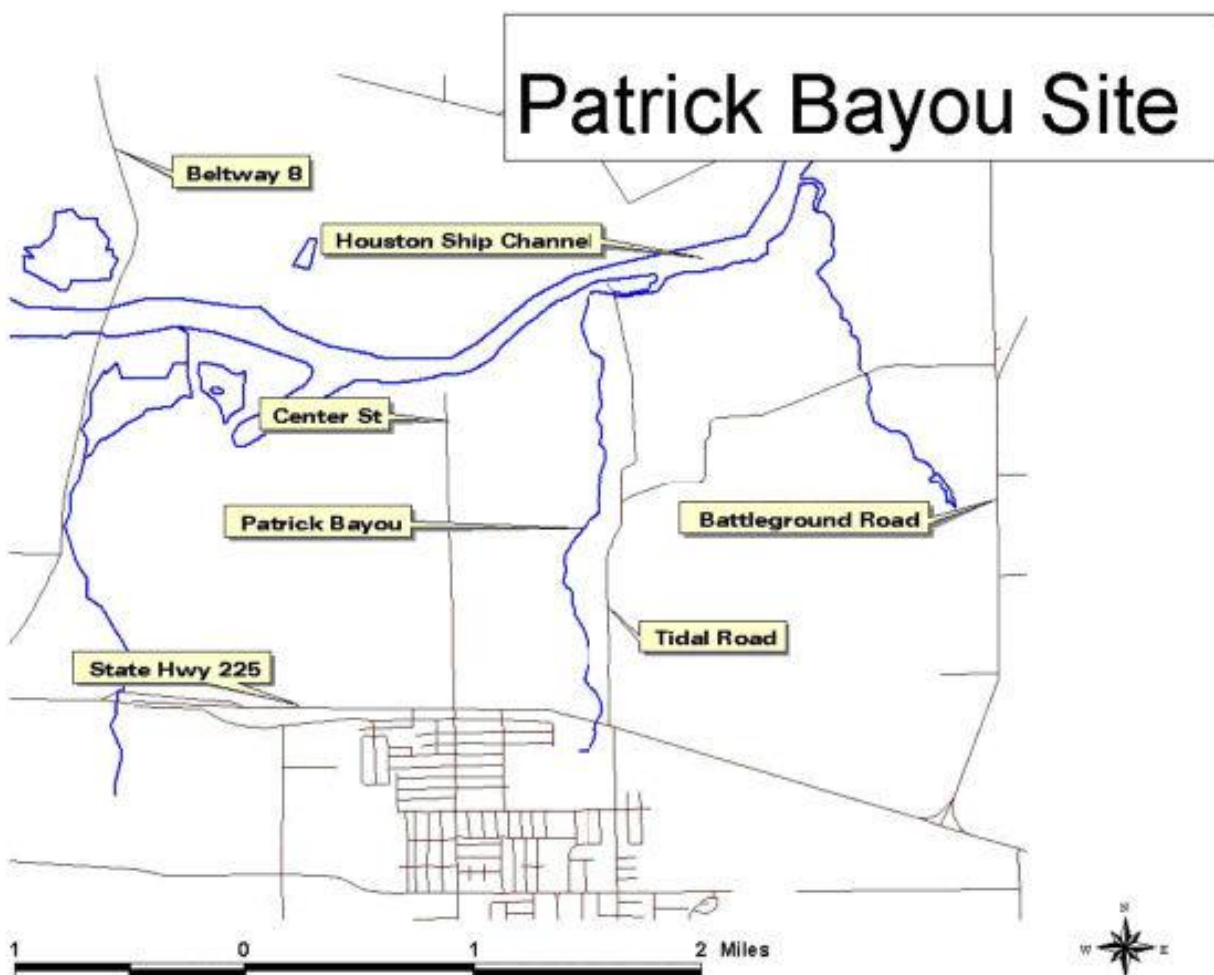 Patrick Bayou Site
Beltway 8
Houston Ship Channel
Center St
Patrick Bayou
Battleground Road
Tidal Road
State Hwy 225
1 0 1 2 Miles
N
W E
S